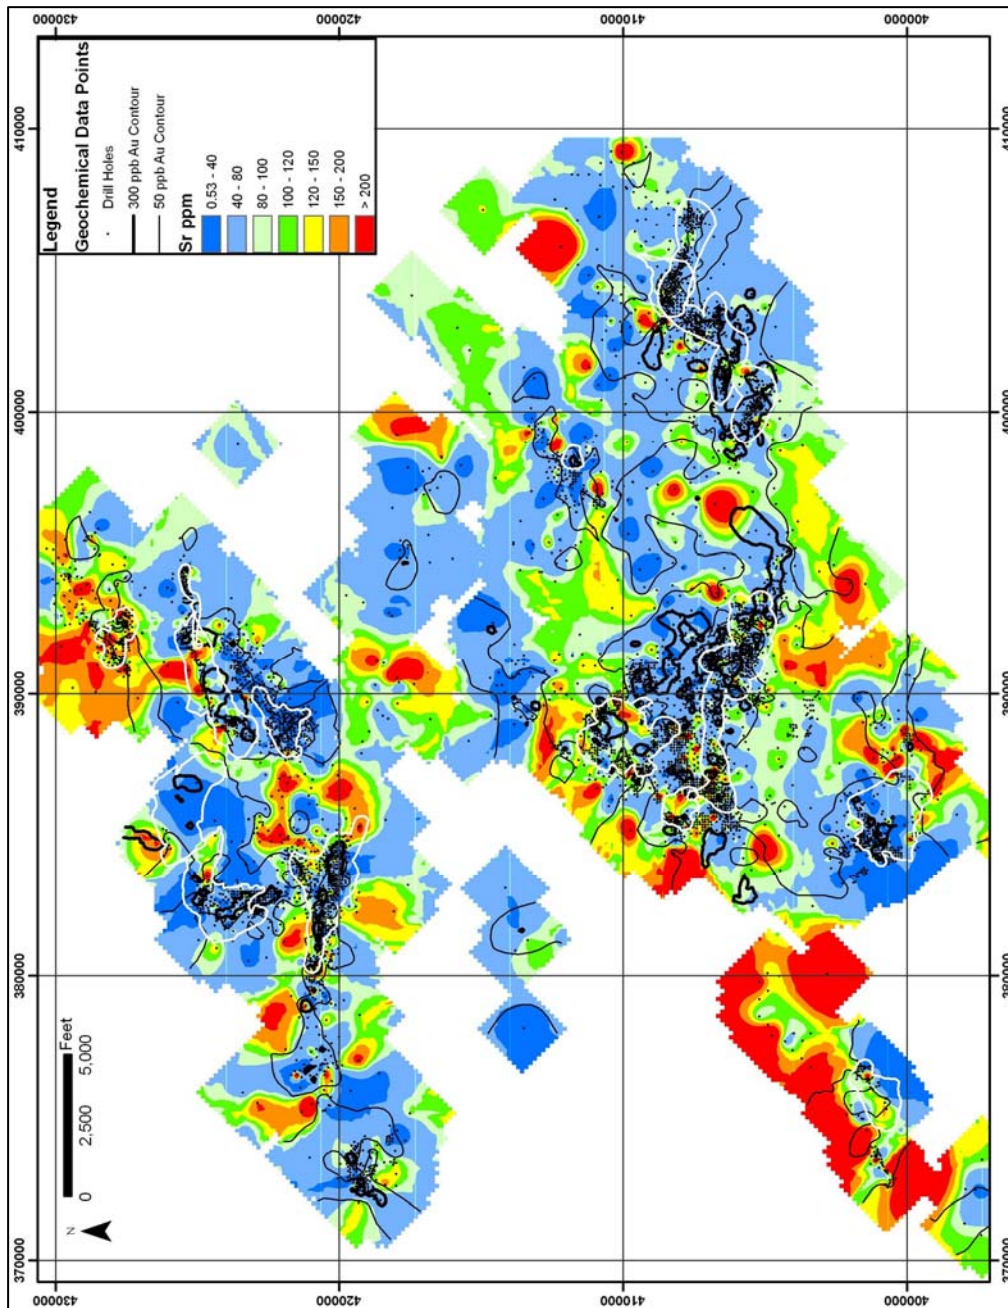 Legend
Geochemical Data Points
Drill Holes
300 ppb Au Contour
50 ppb Au Contour
Sr ppm
0.53 - 40
40 - 80
80 - 100
100 - 120
120 - 150
150 - 200
> 200
N
0 2,500 5,000
Feet
370000 380000 390000 400000 410000
430000 420000 410000 400000
430000 420000 410000 400000
370000 380000 390000 400000 410000